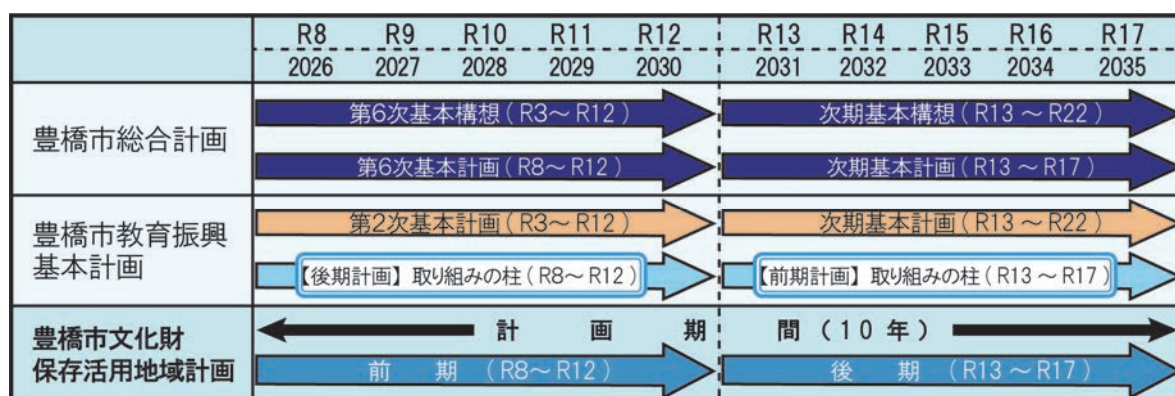 R8 R9 R10 R11 R12 R13 R14 R15 R16 R17
2026 2027 2028 2029 2030 2031 2032 2033 2034 2035
豊橋市総合計画
第6次基本構想(R3~R12) 次期基本構想(R13~R22)
第6次基本計画(R8~R12) 次期基本計画(R13~R17)
豊橋市教育振興
基本計画
第2次基本計画(R3~R12) 次期基本計画(R13~R22)
【後期計画】取り組みの柱(R8~R12) 【前期計画】取り組みの柱(R13~R17)
豊橋市文化財
保存活用地域計画
計画期間(10年)
前期(R8~R12) 後期(R13~R17)